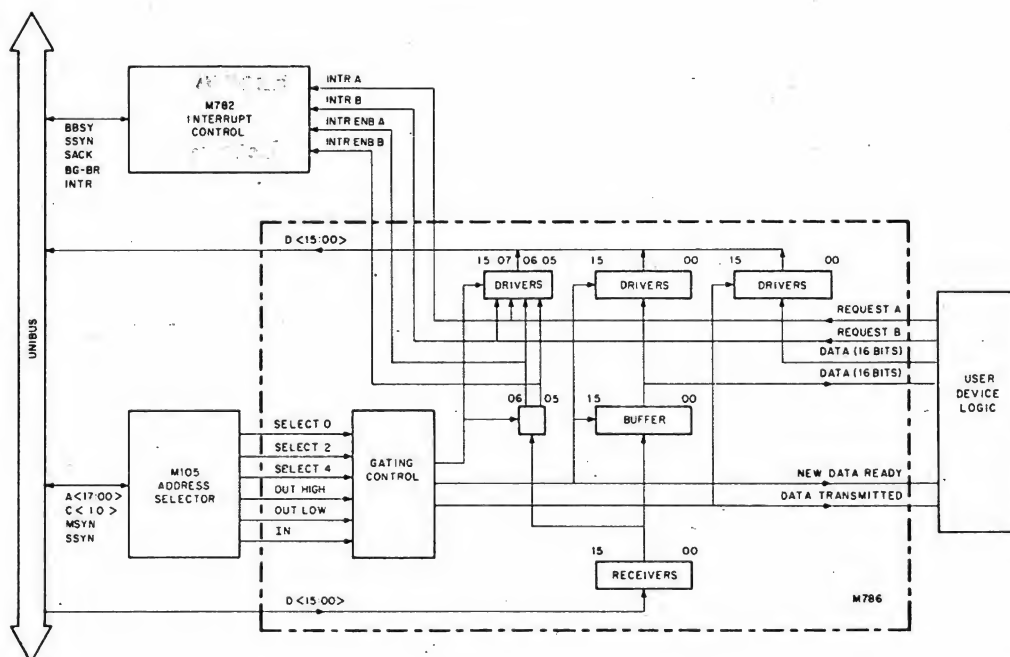 UNIBUS
M782
INTERRUPT
CONTROL
INTR A
INTR B
INTR ENB A
INTR ENB B
BBSY
SSYN
SACK
BG-BR
INTR
D<15:00>
15 07 06 05
DRIVERS
15 00
DRIVERS
15 00
DRIVERS
REQUEST A
REQUEST B
DATA (16 BITS)
DATA (16 BITS)
USER
DEVICE
LOGIC
06 05
15 00
BUFFER
M105
ADDRESS
SELECTOR
SELECT 0
SELECT 2
SELECT 4
OUT HIGH
OUT LOW
IN
GATING
CONTROL
NEW DATA READY
DATA TRANSMITTED
A<17:00>
C<1:0>
MSYN
SSYN
15 00
RECEIVERS
D<15:00>
M786